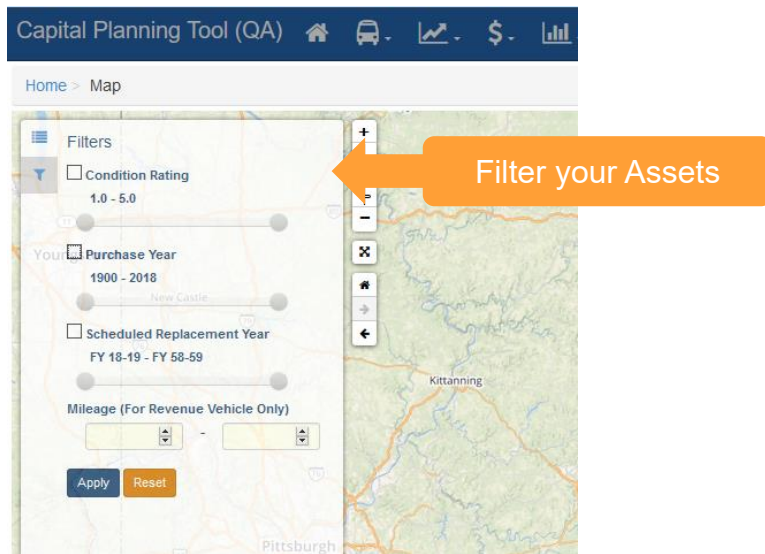 Capital Planning Tool (QA)
Home > Map
Filters
Condition Rating
1.0 - 5.0
Purchase Year
1900 - 2018
New Castle
Scheduled Replacement Year
FY 18-19 - FY 58-59
Mileage (For Revenue Vehicle Only)
-
Apply Reset
Filter your Assets
Kittanning
Pittsburgh